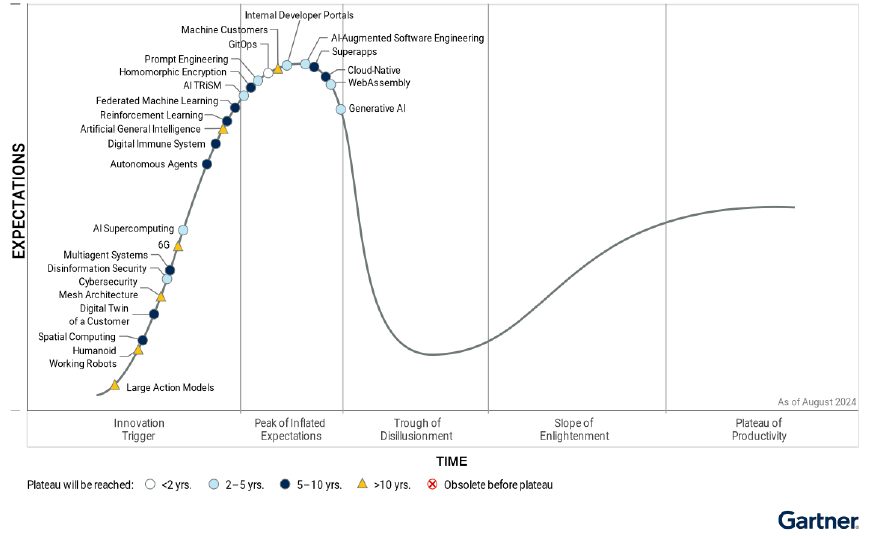 Internal Developer Portals
Machine Customers
GitOps
Prompt Engineering
Homomorphic Encryption
AI TRiSM
Federated Machine Learning
Reinforcement Learning
Artificial General Intelligence
Digital Immune System
Autonomous Agents
AI Supercomputing
6G
Multiagent Systems
Disinformation Security
Cybersecurity
Mesh Architecture
Digital Twin
of a Customer
Spatial Computing
Humanoid
Working Robots
Large Action Models
AI-Augmented Software Engineering
Superapps
Cloud-Native
WebAssembly
Generative AI
EXPECTATIONS
As of August 2024
Innovation
Trigger
Peak of Inflated
Expectations
Trough of
Disillusionment
Slope of
Enlightenment
Plateau of
Productivity
TIME
Plateau will be reached: <2 yrs. 2–5 yrs. 5–10 yrs. >10 yrs. Obsolete before plateau
Gartner